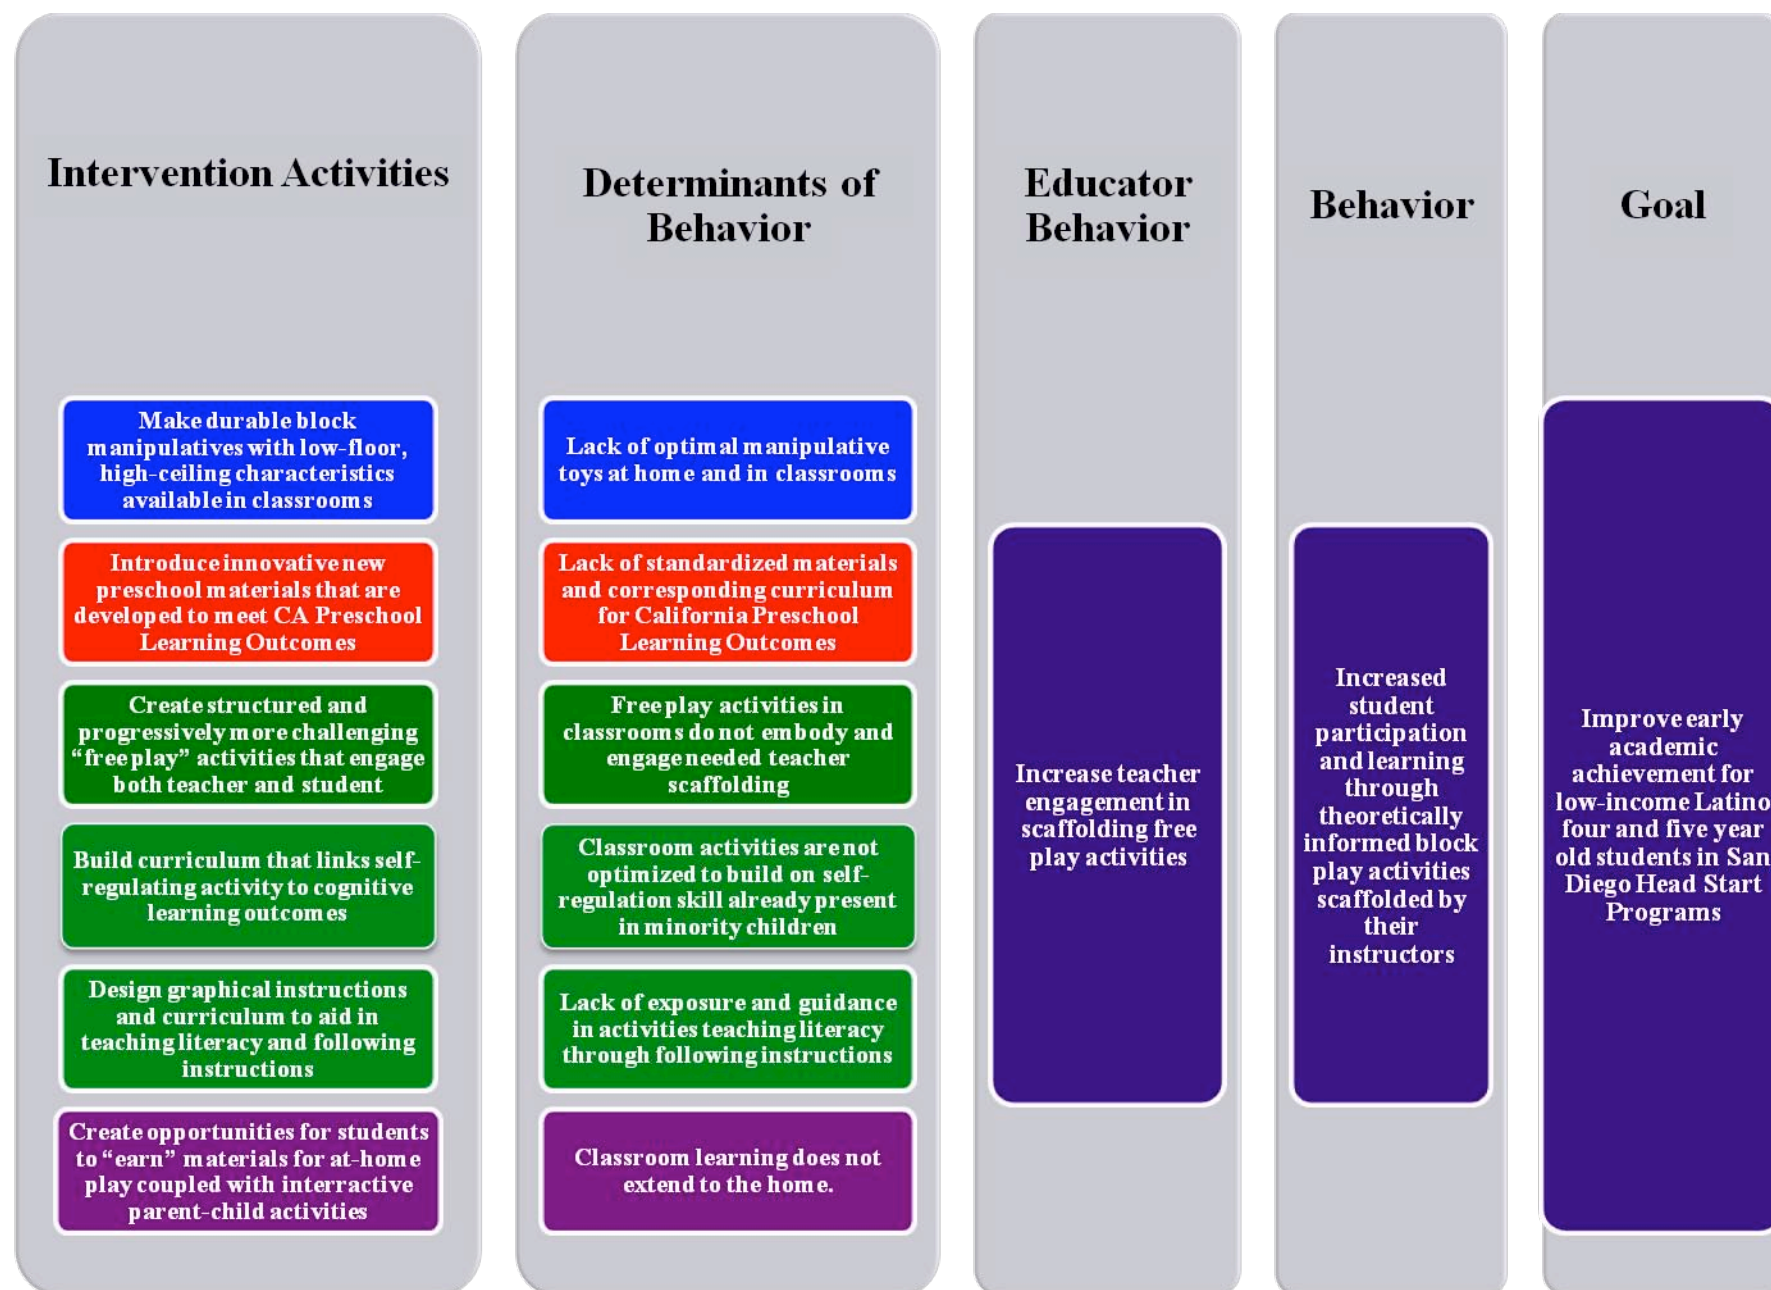 Intervention Activities
Make durable block
manipulatives with low-floor,
high-ceiling characteristics
available in classrooms
Introduce innovative new
preschool materials that are
developed to meet CA Preschool
Learning Outcomes
Create structured and
progressively more challenging
“free play” activities that engage
both teacher and student
Build curriculum that links self-
regulating activity to cognitive
learning outcomes
Design graphical instructions
and curriculum to aid in
teaching literacy and following
instructions
Create opportunities for students
to “earn” materials for at-home
play coupled with interractive
parent-child activities
Determinants of
Behavior
Lack of optimal manipulative
toys at home and in classrooms
Lack of standardized materials
and corresponding curriculum
for California Preschool
Learning Outcomes
Free play activities in
classrooms do not embody and
engage needed teacher
scaffolding
Classroom activities are not
optimized to build on self-
regulation skill already present
in minority children
Lack of exposure and guidance
in activities teaching literacy
through following instructions
Classroom learning does not
extend to the home.
Educator
Behavior
Increase teacher
engagement in
scaffolding free
play activities
Behavior
Increased
student
participation
and learning
through
theoretically
informed block
play activities
scaffolded by
their
instructors
Goal
Improve early
academic
achievement for
low-income Latino
four and five year
old students in San
Diego Head Start
Programs